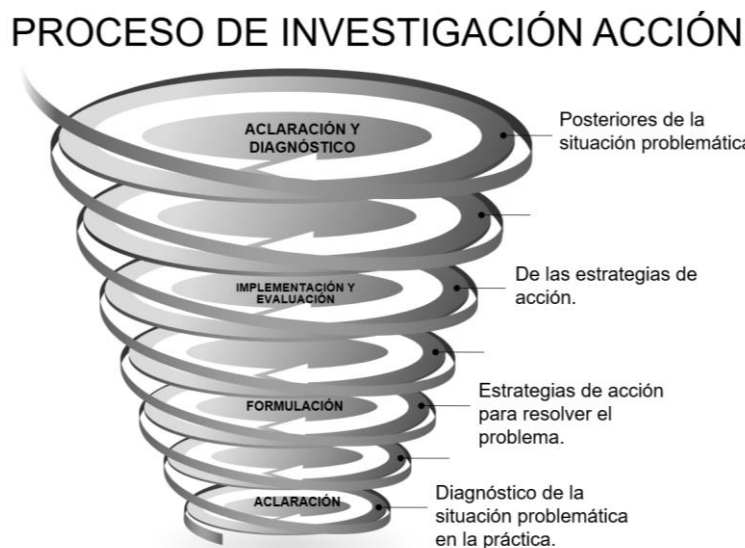 PROCESO DE INVESTIGACIÓN ACCIÓN
ACLARACIÓN Y
DIAGNÓSTICO
Posteriores de la
situación problemática
IMPLEMENTACIÓN Y
EVALUACIÓN
De las estrategias de
acción.
FORMULACIÓN
Estrategias de acción
para resolver el
problema.
ACLARACIÓN
Diagnóstico de la
situación problemática
en la práctica.